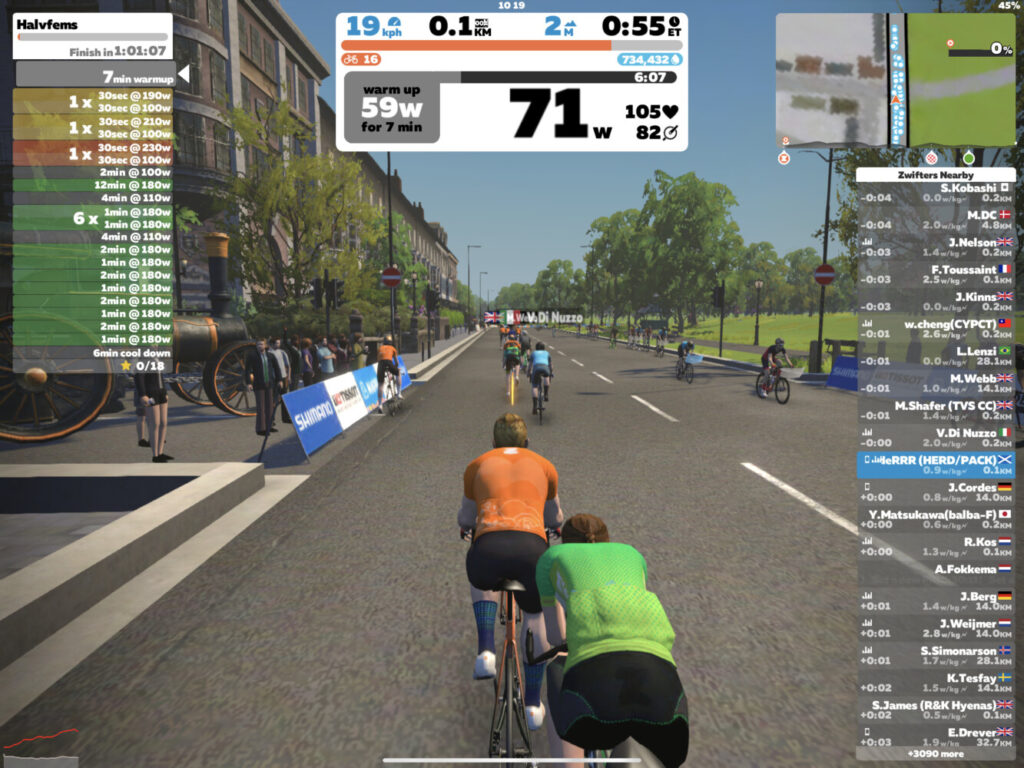 10 19
45%
Halvfems
Finish in 1:01:07
7min warmup
1 x 30sec @ 190w
30sec @ 100w
1 x 30sec @ 210w
30sec @ 100w
1 x 30sec @ 230w
30sec @ 100w
2min @ 100w
12min @ 180w
4min @ 110w
6 x 1min @ 180w
1min @ 180w
4min @ 110w
2min @ 180w
1min @ 180w
2min @ 180w
1min @ 180w
2min @ 180w
1min @ 180w
2min @ 180w
1min @ 180w
6min cool down
0/18
19 kph 0.1 KM 2 M 0:55 ET
16 734,432
6:07
warm up
59w
for 7 min
71 w
105
82
0%
Zwifters Nearby
S.Kobashi
-0:04 0.0w/kg 0.2KM
M.DC
-0:04 2.0w/kg 4.8KM
J.Nelson
-0:03 1.4w/kg 0.2KM
F.Toussaint
-0:03 2.5w/kg 0.1KM
J.Kinns
-0:03 0.0w/kg 0.2KM
w.cheng(CYPCT)
-0:01 2.6w/kg 0.2KM
L.Lenzi
-0:01 0.0w/kg 28.1KM
M.Webb
-0:01 1.0w/kg 14.1KM
M.Shafer (TVS CC)
-0:01 1.4w/kg 0.2KM
V.Di Nuzzo
-0:00 2.0w/kg 0.2KM
leRRR (HERD/PACK)
0.9w/kg 0.1KM
J.Cordes
+0:00 0.8w/kg 14.0KM
Y.Matsukawa(balba-F)
+0:00 0.6w/kg 0.2KM
R.Kos
+0:00 1.3w/kg 0.1KM
A.Fokkema
J.Berg
+0:01 1.4w/kg 14.0KM
J.Weijmer
+0:01 2.8w/kg 14.0KM
S.Simonarson
+0:01 1.7w/kg 28.1KM
K.Tesfay
+0:02 1.5w/kg 14.1KM
S.James (R&K Hyenas)
+0:02 0.5w/kg 0.1KM
E.Drever
+0:03 1.9w/kg 32.7KM
+3090 more
V.Di Nuzzo
SHIMANO
TISSOT
SHIMANO
TISSOT